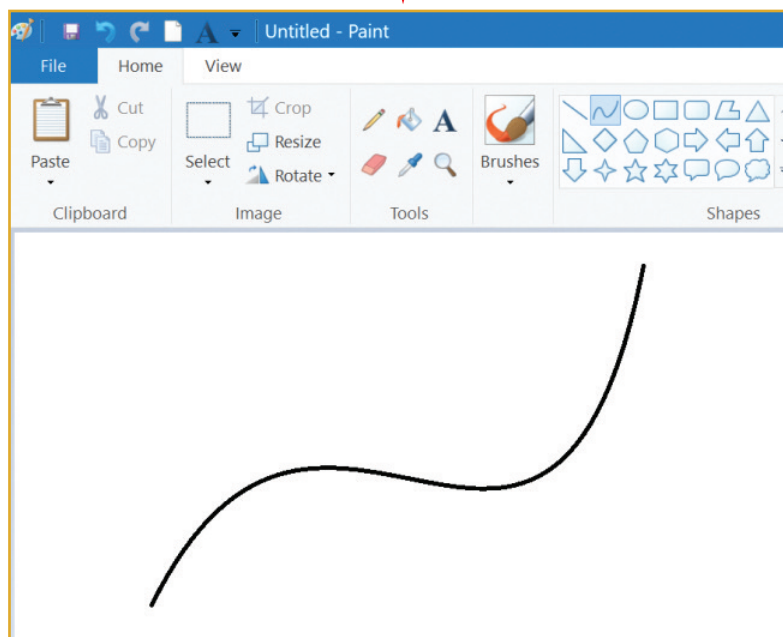 Untitled - Paint
File Home View
Paste
Cut
Copy
Clipboard
Select
Crop
Resize
Rotate
Image
A
Tools
Brushes
Shapes